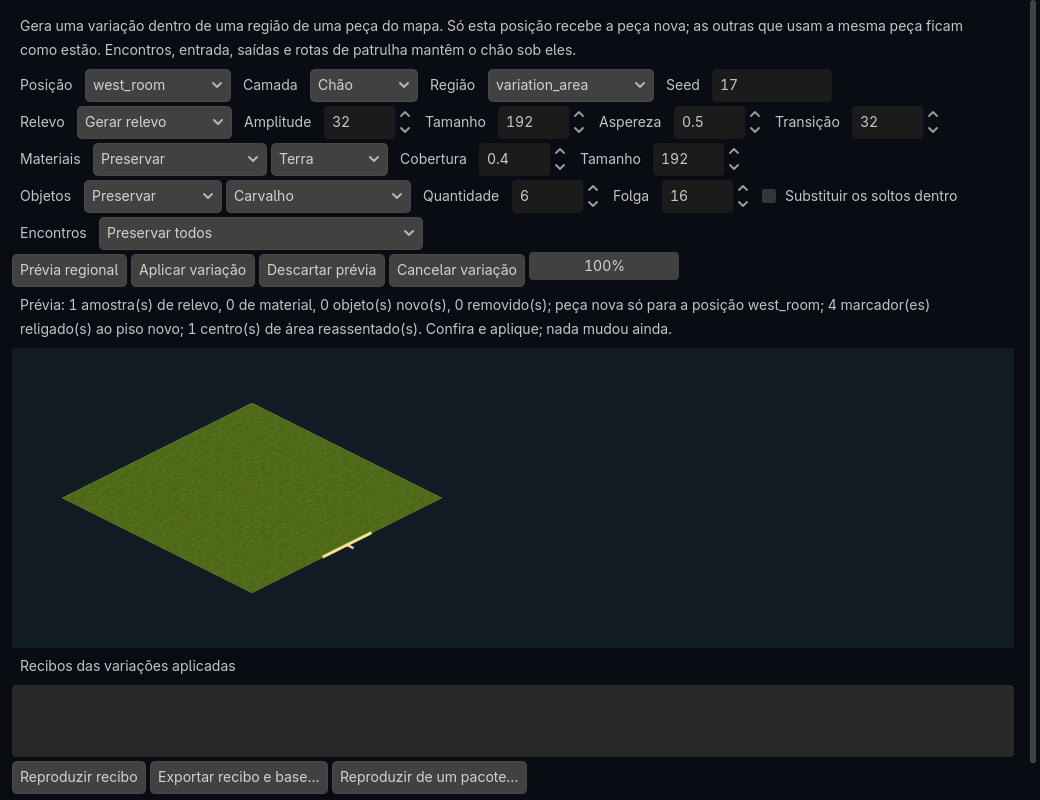 Gera uma variação dentro de uma região de uma peça do mapa. Só esta posição recebe a peça nova; as outras que usam a mesma peça ficam
como estão. Encontros, entrada, saídas e rotas de patrulha mantêm o chão sob eles.
Posição west_room Camada Chão Região variation_area Seed 17
Relevo Gerar relevo Amplitude 32 Tamanho 192 Aspereza 0.5 Transição 32
Materiais Preservar Terra Cobertura 0.4 Tamanho 192
Objetos Preservar Carvalho Quantidade 6 Folga 16 Substituir os soltos dentro
Encontros Preservar todos
Prévia regional Aplicar variação Descartar prévia Cancelar variação 100%
Prévia: 1 amostra(s) de relevo, 0 de material, 0 objeto(s) novo(s), 0 removido(s); peça nova só para a posição west_room; 4 marcador(es)
religado(s) ao piso novo; 1 centro(s) de área reassentado(s). Confira e aplique; nada mudou ainda.
Recibos das variações aplicadas
Reproduzir recibo Exportar recibo e base... Reproduzir de um pacote...